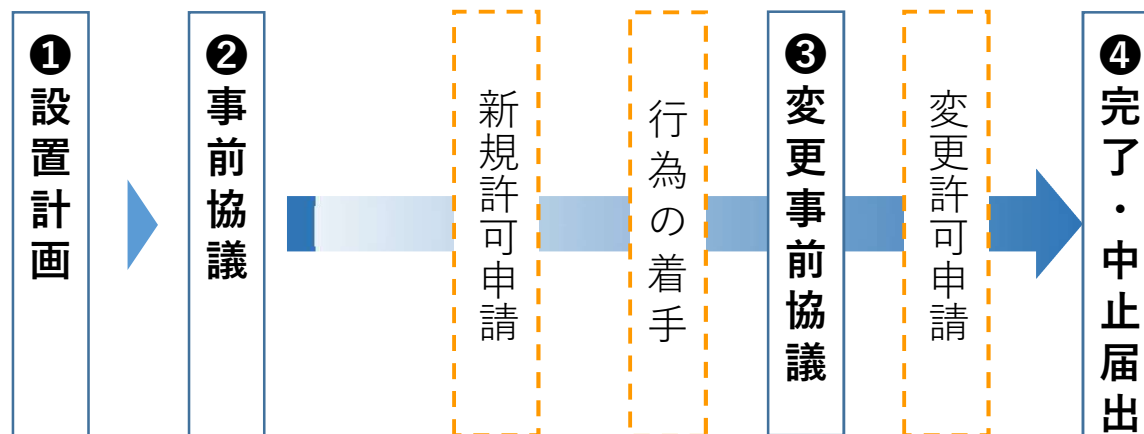 ❶設置計画
❷事前協議
新規許可申請
行為の着手
❸変更事前協議
変更許可申請
❹完了・中止届出